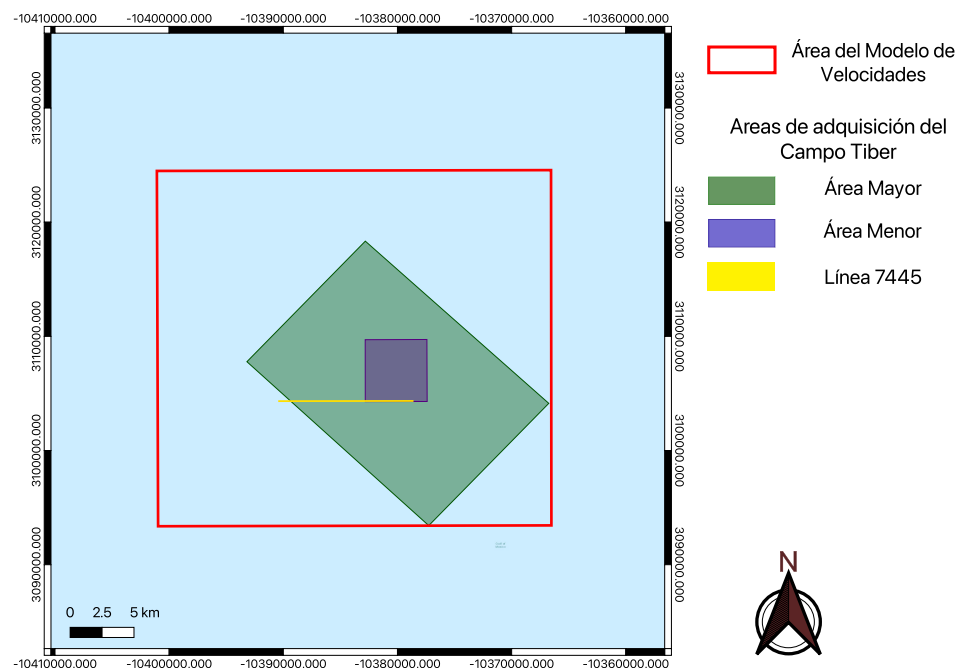 -10410000.000 -10400000.000 -10390000.000 -10380000.000 -10370000.000 -10360000.000
3130000.000
3120000.000
3110000.000
3100000.000
3090000.000
3130000.000
3120000.000
3110000.000
3100000.000
3090000.000
0 2.5 5 km
-10410000.000 -10400000.000 -10390000.000 -10380000.000 -10370000.000 -10360000.000
Área del Modelo de
Velocidades
Areas de adquisición del
Campo Tiber
Área Mayor
Área Menor
Línea 7445
N